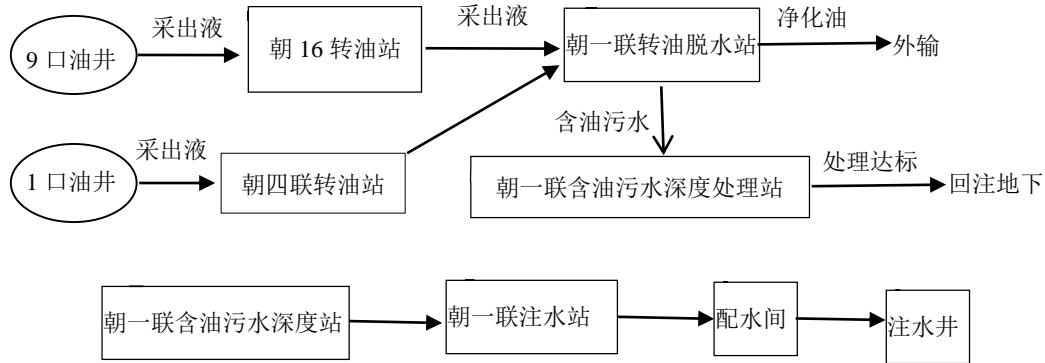 采出液
采出液
净化油
9 口油井
朝 16 转油站
朝一联转油脱水站
外输
含油污水
采出液
处理达标
1 口油井
朝四联转油站
朝一联含油污水深度处理站
回注地下
朝一联含油污水深度站
朝一联注水站
配水间
注水井